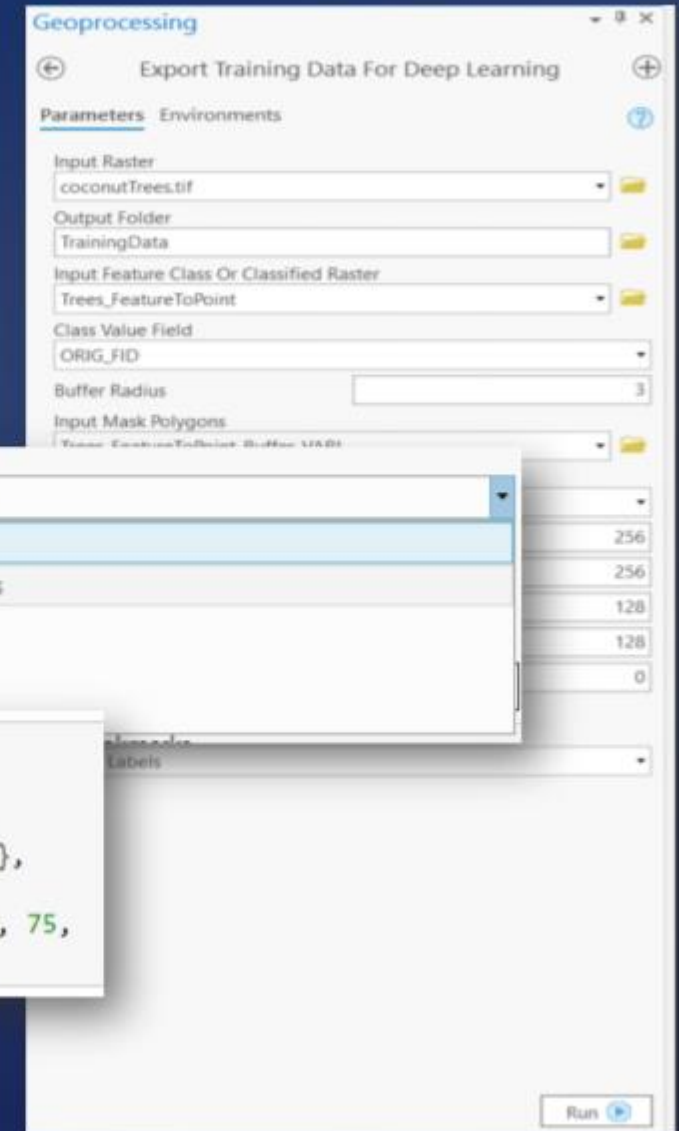 Geoprocessing
Export Training Data For Deep Learning
Parameters Environments
Input Raster
coconutTrees.tif
Output Folder
TrainingData
Input Feature Class Or Classified Raster
Trees_FeatureToPoint
Class Value Field
ORIG_FID
Buffer Radius 3
Input Mask Polygons
Trees_FeatureToPoint_Buffer_VARI
256
256
128
128
0
Labels
},
, 75,
Run